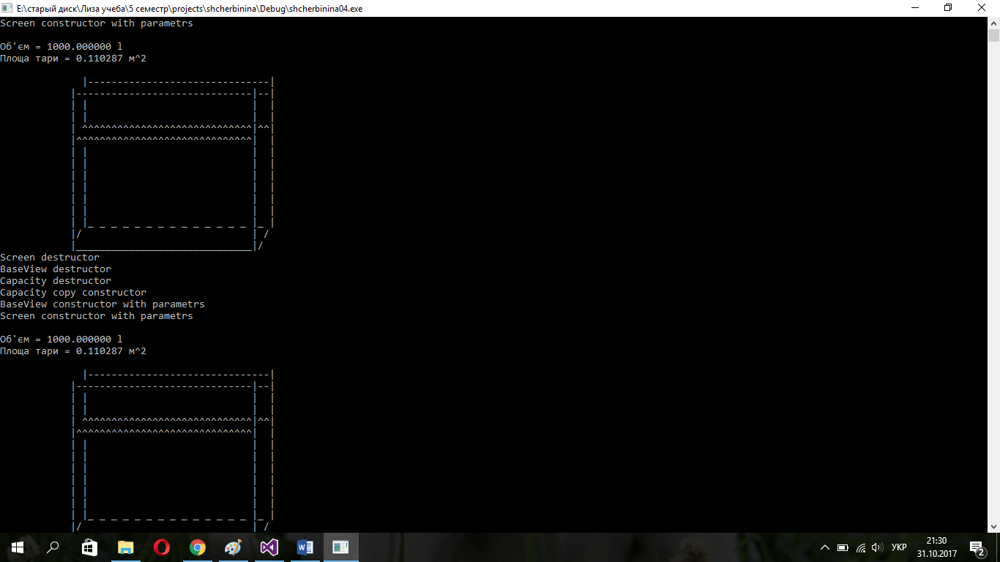 E:\старый диск\Лиза учеба\5 семестр\projects\shcherbinina\Debug\shcherbinina04.exe
Screen constructor with parametrs
Об'єм = 1000.000000 l
Площа тари = 0.110287 м^2
|-------------------------------|
|------------------------------|--|
| |                            |  |
| |                            |  |
| ^^^^^^^^^^^^^^^^^^^^^^^^^^^^^|^^|
|^^^^^^^^^^^^^^^^^^^^^^^^^^^^^^|  |
| |                            |  |
| |                            |  |
| |                            |  |
| |                            |  |
| |                            |  |
| |                            |  |
| |_ _ _ _ _ _ _ _ _ _ _ _ _ _ |_ |
|/                             | /
|______________________________|/
Screen destructor
BaseView destructor
Capacity destructor
Capacity copy constructor
BaseView constructor with parametrs
Screen constructor with parametrs
Об'єм = 1000.000000 l
Площа тари = 0.110287 м^2
|-------------------------------|
|------------------------------|--|
| |                            |  |
| |                            |  |
| ^^^^^^^^^^^^^^^^^^^^^^^^^^^^^|^^|
|^^^^^^^^^^^^^^^^^^^^^^^^^^^^^^|  |
| |                            |  |
| |                            |  |
| |                            |  |
| |                            |  |
| |                            |  |
| |                            |  |
| |_ _ _ _ _ _ _ _ _ _ _ _ _ _ |_ |
|/                             | /
УКР
21:30
31.10.2017
2